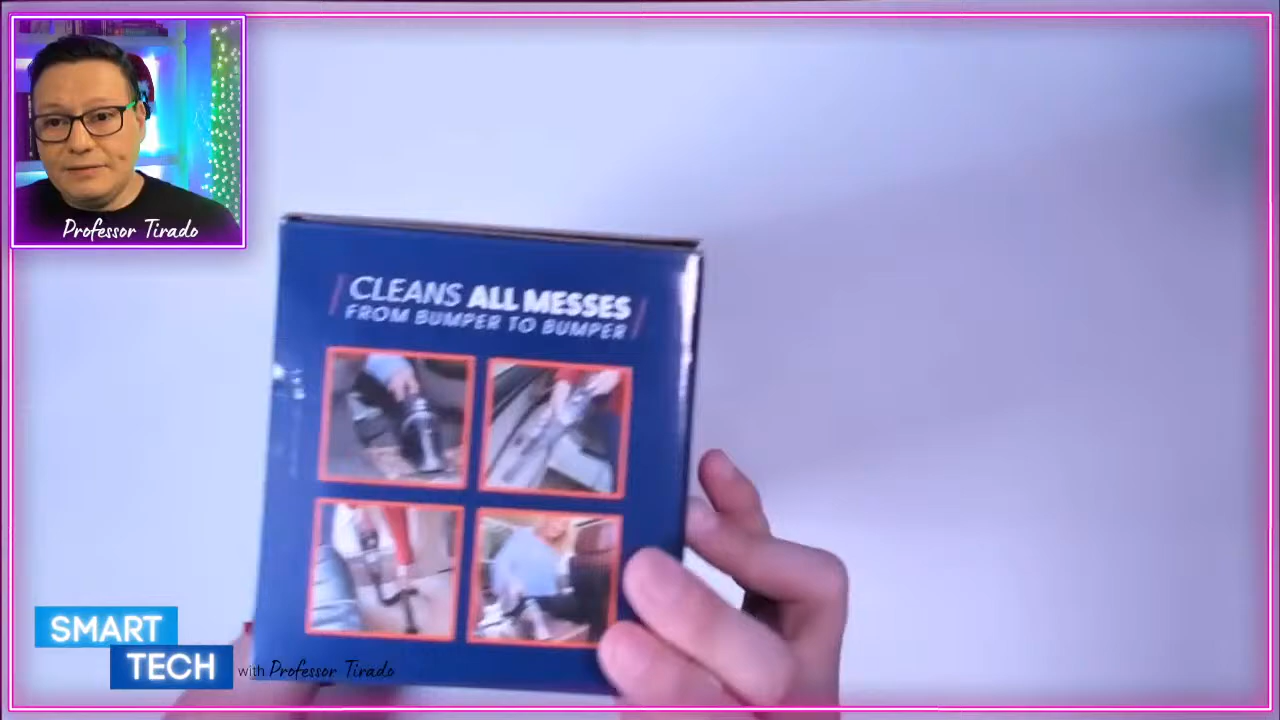 Professor Tirado
CLEANS ALL MESSES
FROM BUMPER TO BUMPER
SMART
TECH
with Professor Tirado